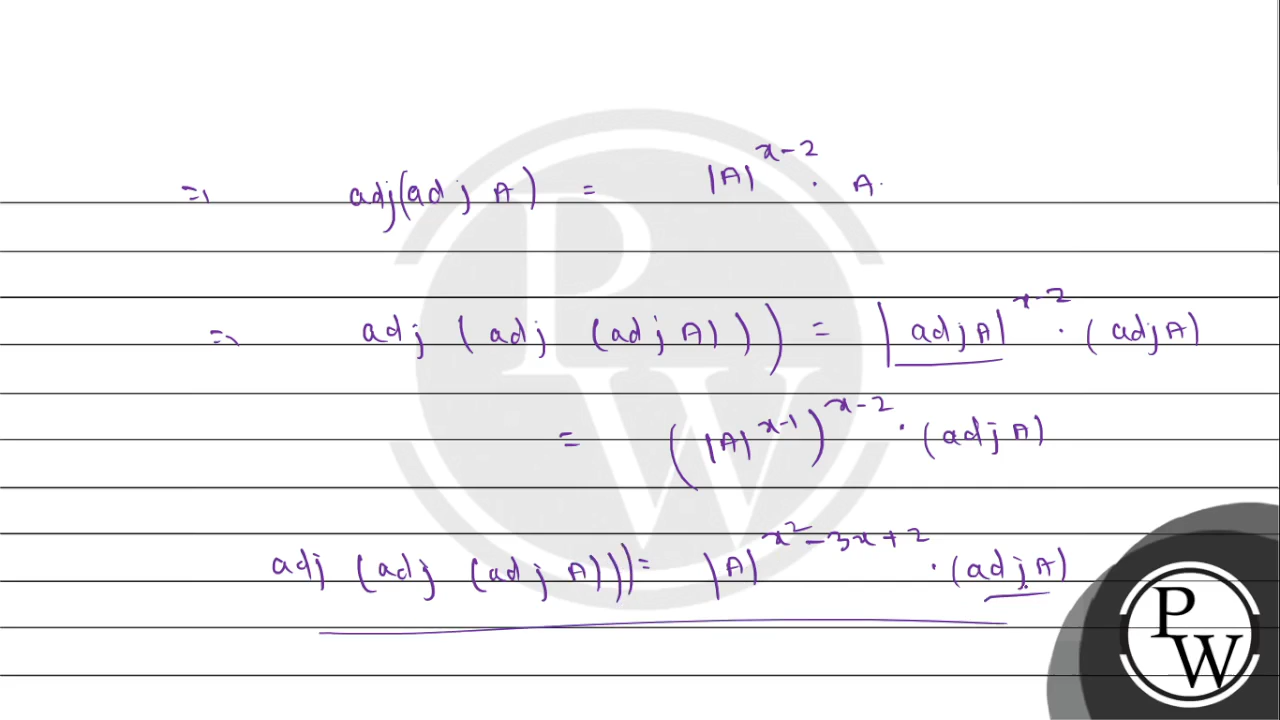 ⇒ adj(adj A) = |A|^{x-2} . A.
⇒ adj (adj (adj A))) = |adj A|^{x-2} . (adj A)
= (|A|^{x-1})^{x-2} . (adj A)
adj (adj (adj A))) = |A|^{x²-3x+2} . (adj A)
P
W
P
W